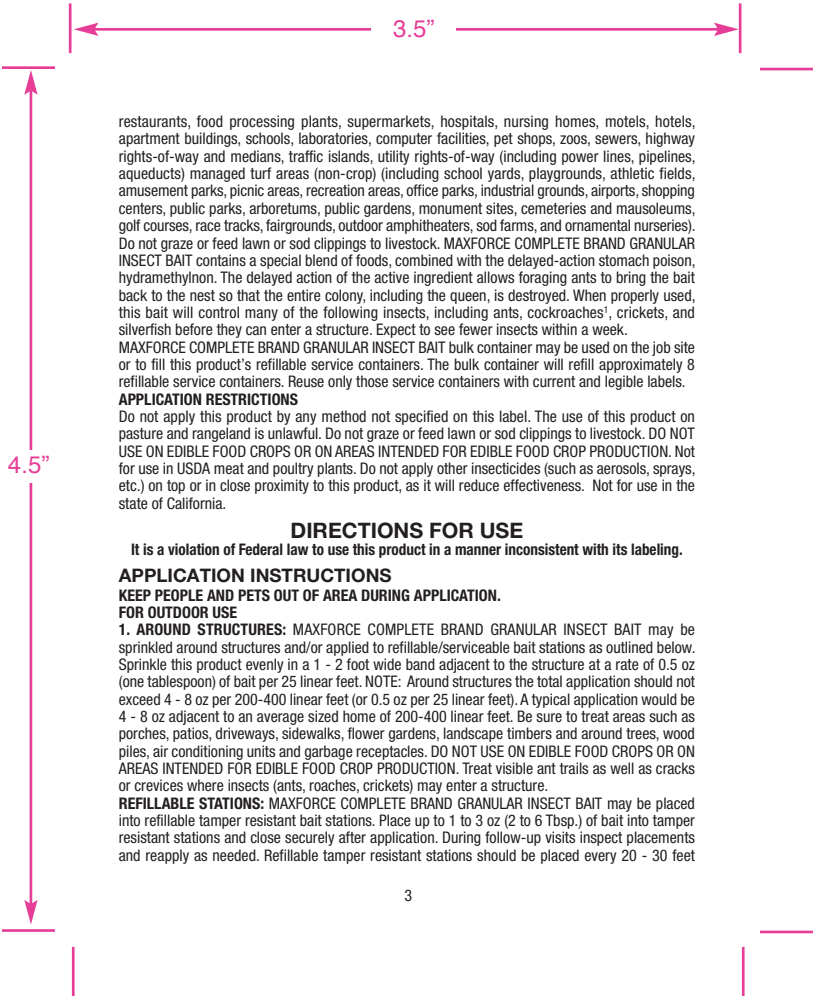 3.5”
restaurants, food processing plants, supermarkets, hospitals, nursing homes, motels, hotels,
apartment buildings, schools, laboratories, computer facilities, pet shops, zoos, sewers, highway
rights-of-way and medians, traffic islands, utility rights-of-way (including power lines, pipelines,
aqueducts) managed turf areas (non-crop) (including school yards, playgrounds, athletic fields,
amusement parks, picnic areas, recreation areas, office parks, industrial grounds, airports, shopping
centers, public parks, arboretums, public gardens, monument sites, cemeteries and mausoleums,
golf courses, race tracks, fairgrounds, outdoor amphitheaters, sod farms, and ornamental nurseries).
Do not graze or feed lawn or sod clippings to livestock. MAXFORCE COMPLETE BRAND GRANULAR
INSECT BAIT contains a special blend of foods, combined with the delayed-action stomach poison,
hydramethylnon. The delayed action of the active ingredient allows foraging ants to bring the bait
back to the nest so that the entire colony, including the queen, is destroyed. When properly used,
this bait will control many of the following insects, including ants, cockroaches¹, crickets, and
silverfish before they can enter a structure. Expect to see fewer insects within a week.
MAXFORCE COMPLETE BRAND GRANULAR INSECT BAIT bulk container may be used on the job site
or to fill this product’s refillable service containers. The bulk container will refill approximately 8
refillable service containers. Reuse only those service containers with current and legible labels.
APPLICATION RESTRICTIONS
Do not apply this product by any method not specified on this label. The use of this product on
pasture and rangeland is unlawful. Do not graze or feed lawn or sod clippings to livestock. DO NOT
USE ON EDIBLE FOOD CROPS OR ON AREAS INTENDED FOR EDIBLE FOOD CROP PRODUCTION. Not
for use in USDA meat and poultry plants. Do not apply other insecticides (such as aerosols, sprays,
etc.) on top or in close proximity to this product, as it will reduce effectiveness. Not for use in the
state of California.
4.5”
DIRECTIONS FOR USE
It is a violation of Federal law to use this product in a manner inconsistent with its labeling.
APPLICATION INSTRUCTIONS
KEEP PEOPLE AND PETS OUT OF AREA DURING APPLICATION.
FOR OUTDOOR USE
1. AROUND STRUCTURES: MAXFORCE COMPLETE BRAND GRANULAR INSECT BAIT may be
sprinkled around structures and/or applied to refillable/serviceable bait stations as outlined below.
Sprinkle this product evenly in a 1 - 2 foot wide band adjacent to the structure at a rate of 0.5 oz
(one tablespoon) of bait per 25 linear feet. NOTE: Around structures the total application should not
exceed 4 - 8 oz per 200-400 linear feet (or 0.5 oz per 25 linear feet). A typical application would be
4 - 8 oz adjacent to an average sized home of 200-400 linear feet. Be sure to treat areas such as
porches, patios, driveways, sidewalks, flower gardens, landscape timbers and around trees, wood
piles, air conditioning units and garbage receptacles. DO NOT USE ON EDIBLE FOOD CROPS OR ON
AREAS INTENDED FOR EDIBLE FOOD CROP PRODUCTION. Treat visible ant trails as well as cracks
or crevices where insects (ants, roaches, crickets) may enter a structure.
REFILLABLE STATIONS: MAXFORCE COMPLETE BRAND GRANULAR INSECT BAIT may be placed
into refillable tamper resistant bait stations. Place up to 1 to 3 oz (2 to 6 Tbsp.) of bait into tamper
resistant stations and close securely after application. During follow-up visits inspect placements
and reapply as needed. Refillable tamper resistant stations should be placed every 20 - 30 feet
3